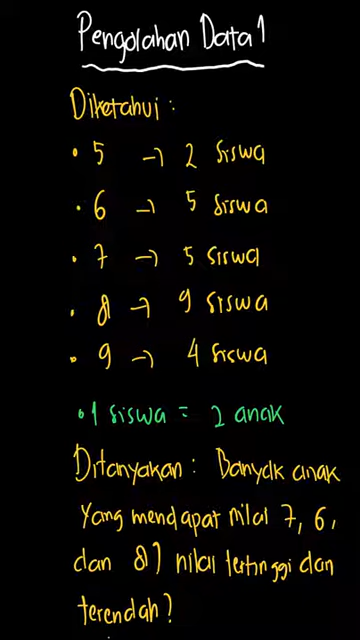 Pengolahan Data 1
Diketahui :
• 5 → 2 siswa
• 6 → 5 siswa
• 7 → 5 siswa
• 8 → 9 siswa
• 9 → 4 siswa
• 1 siswa = 2 anak
Ditanyakan : Banyak anak
yang mendapat nilai 7, 6,
dan 8? nilai tertinggi dan
terendah?